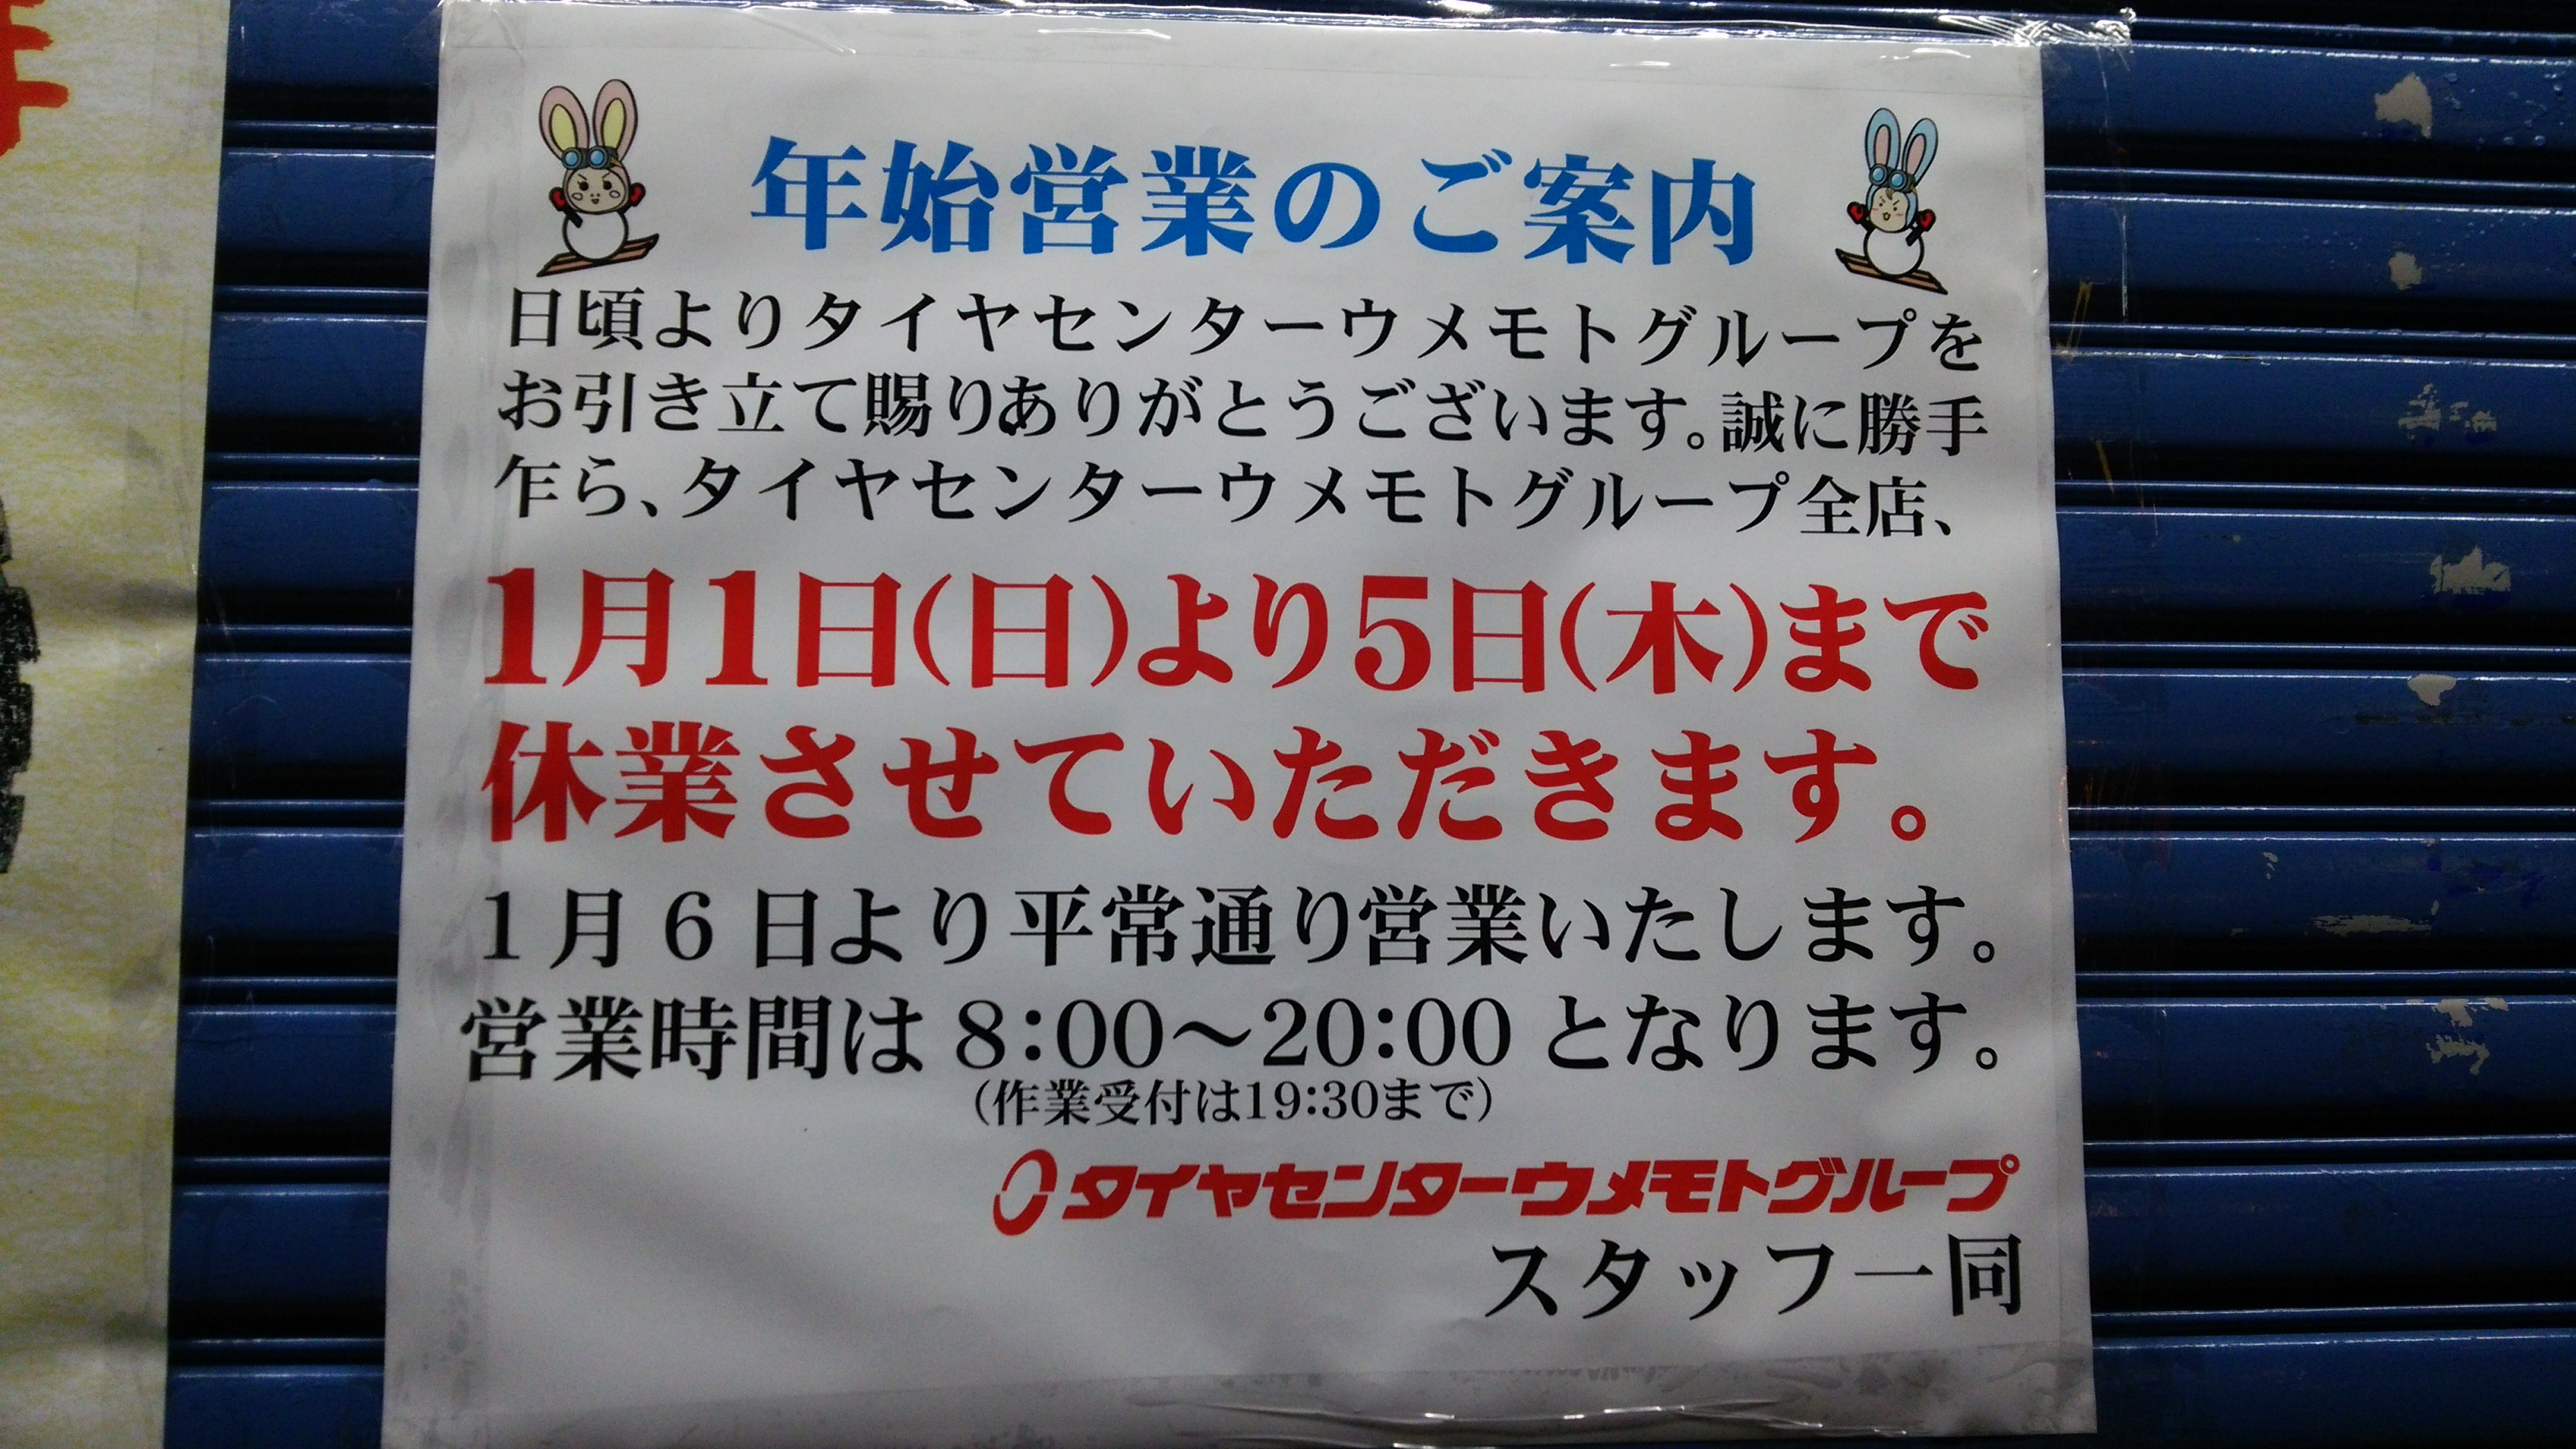 年始営業のご案内
日頃よりタイヤセンターウメモトグループを
お引き立て賜りありがとうございます。誠に勝手
乍ら、タイヤセンターウメモトグループ全店、
1月1日(日)より5日(木)まで
休業させていただきます。
1月6日より平常通り営業いたします。
営業時間は 8:00～20:00 となります。
(作業受付は19:30まで)
タイヤセンターウメモトグループ
スタッフ一同